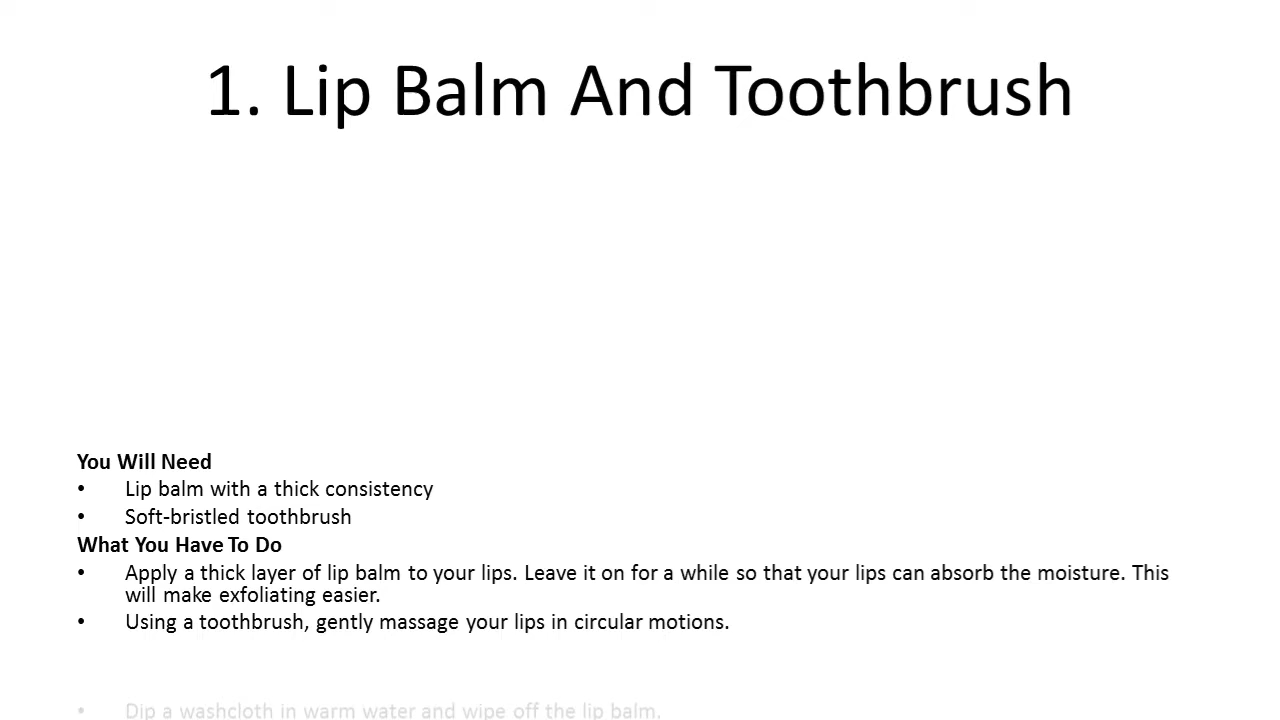 1. Lip Balm And Toothbrush
You Will Need
• Lip balm with a thick consistency
• Soft-bristled toothbrush
What You Have To Do
• Apply a thick layer of lip balm to your lips. Leave it on for a while so that your lips can absorb the moisture. This
will make exfoliating easier.
• Using a toothbrush, gently massage your lips in circular motions.
• Dip a washcloth in warm water and wipe off the lip balm.